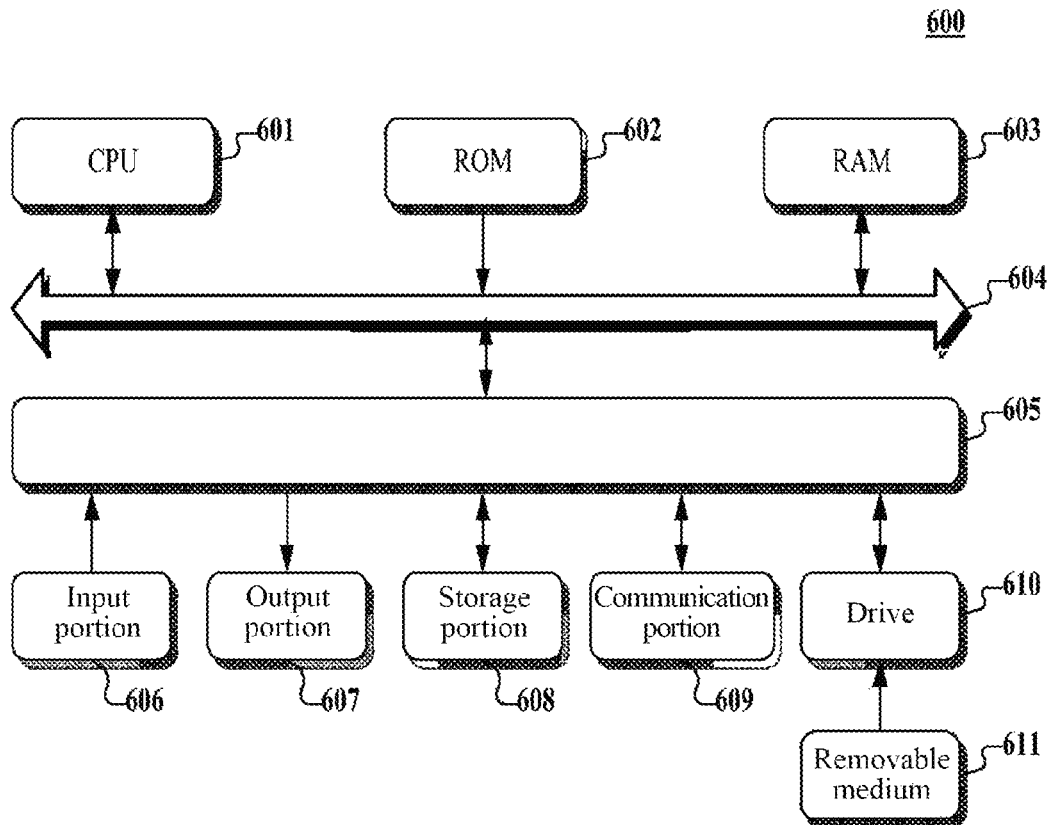 600
CPU
601
ROM
602
RAM
603
604
605
Input
portion
606
Output
portion
607
Storage
portion
608
Communication
portion
609
Drive
610
Removable
medium
611